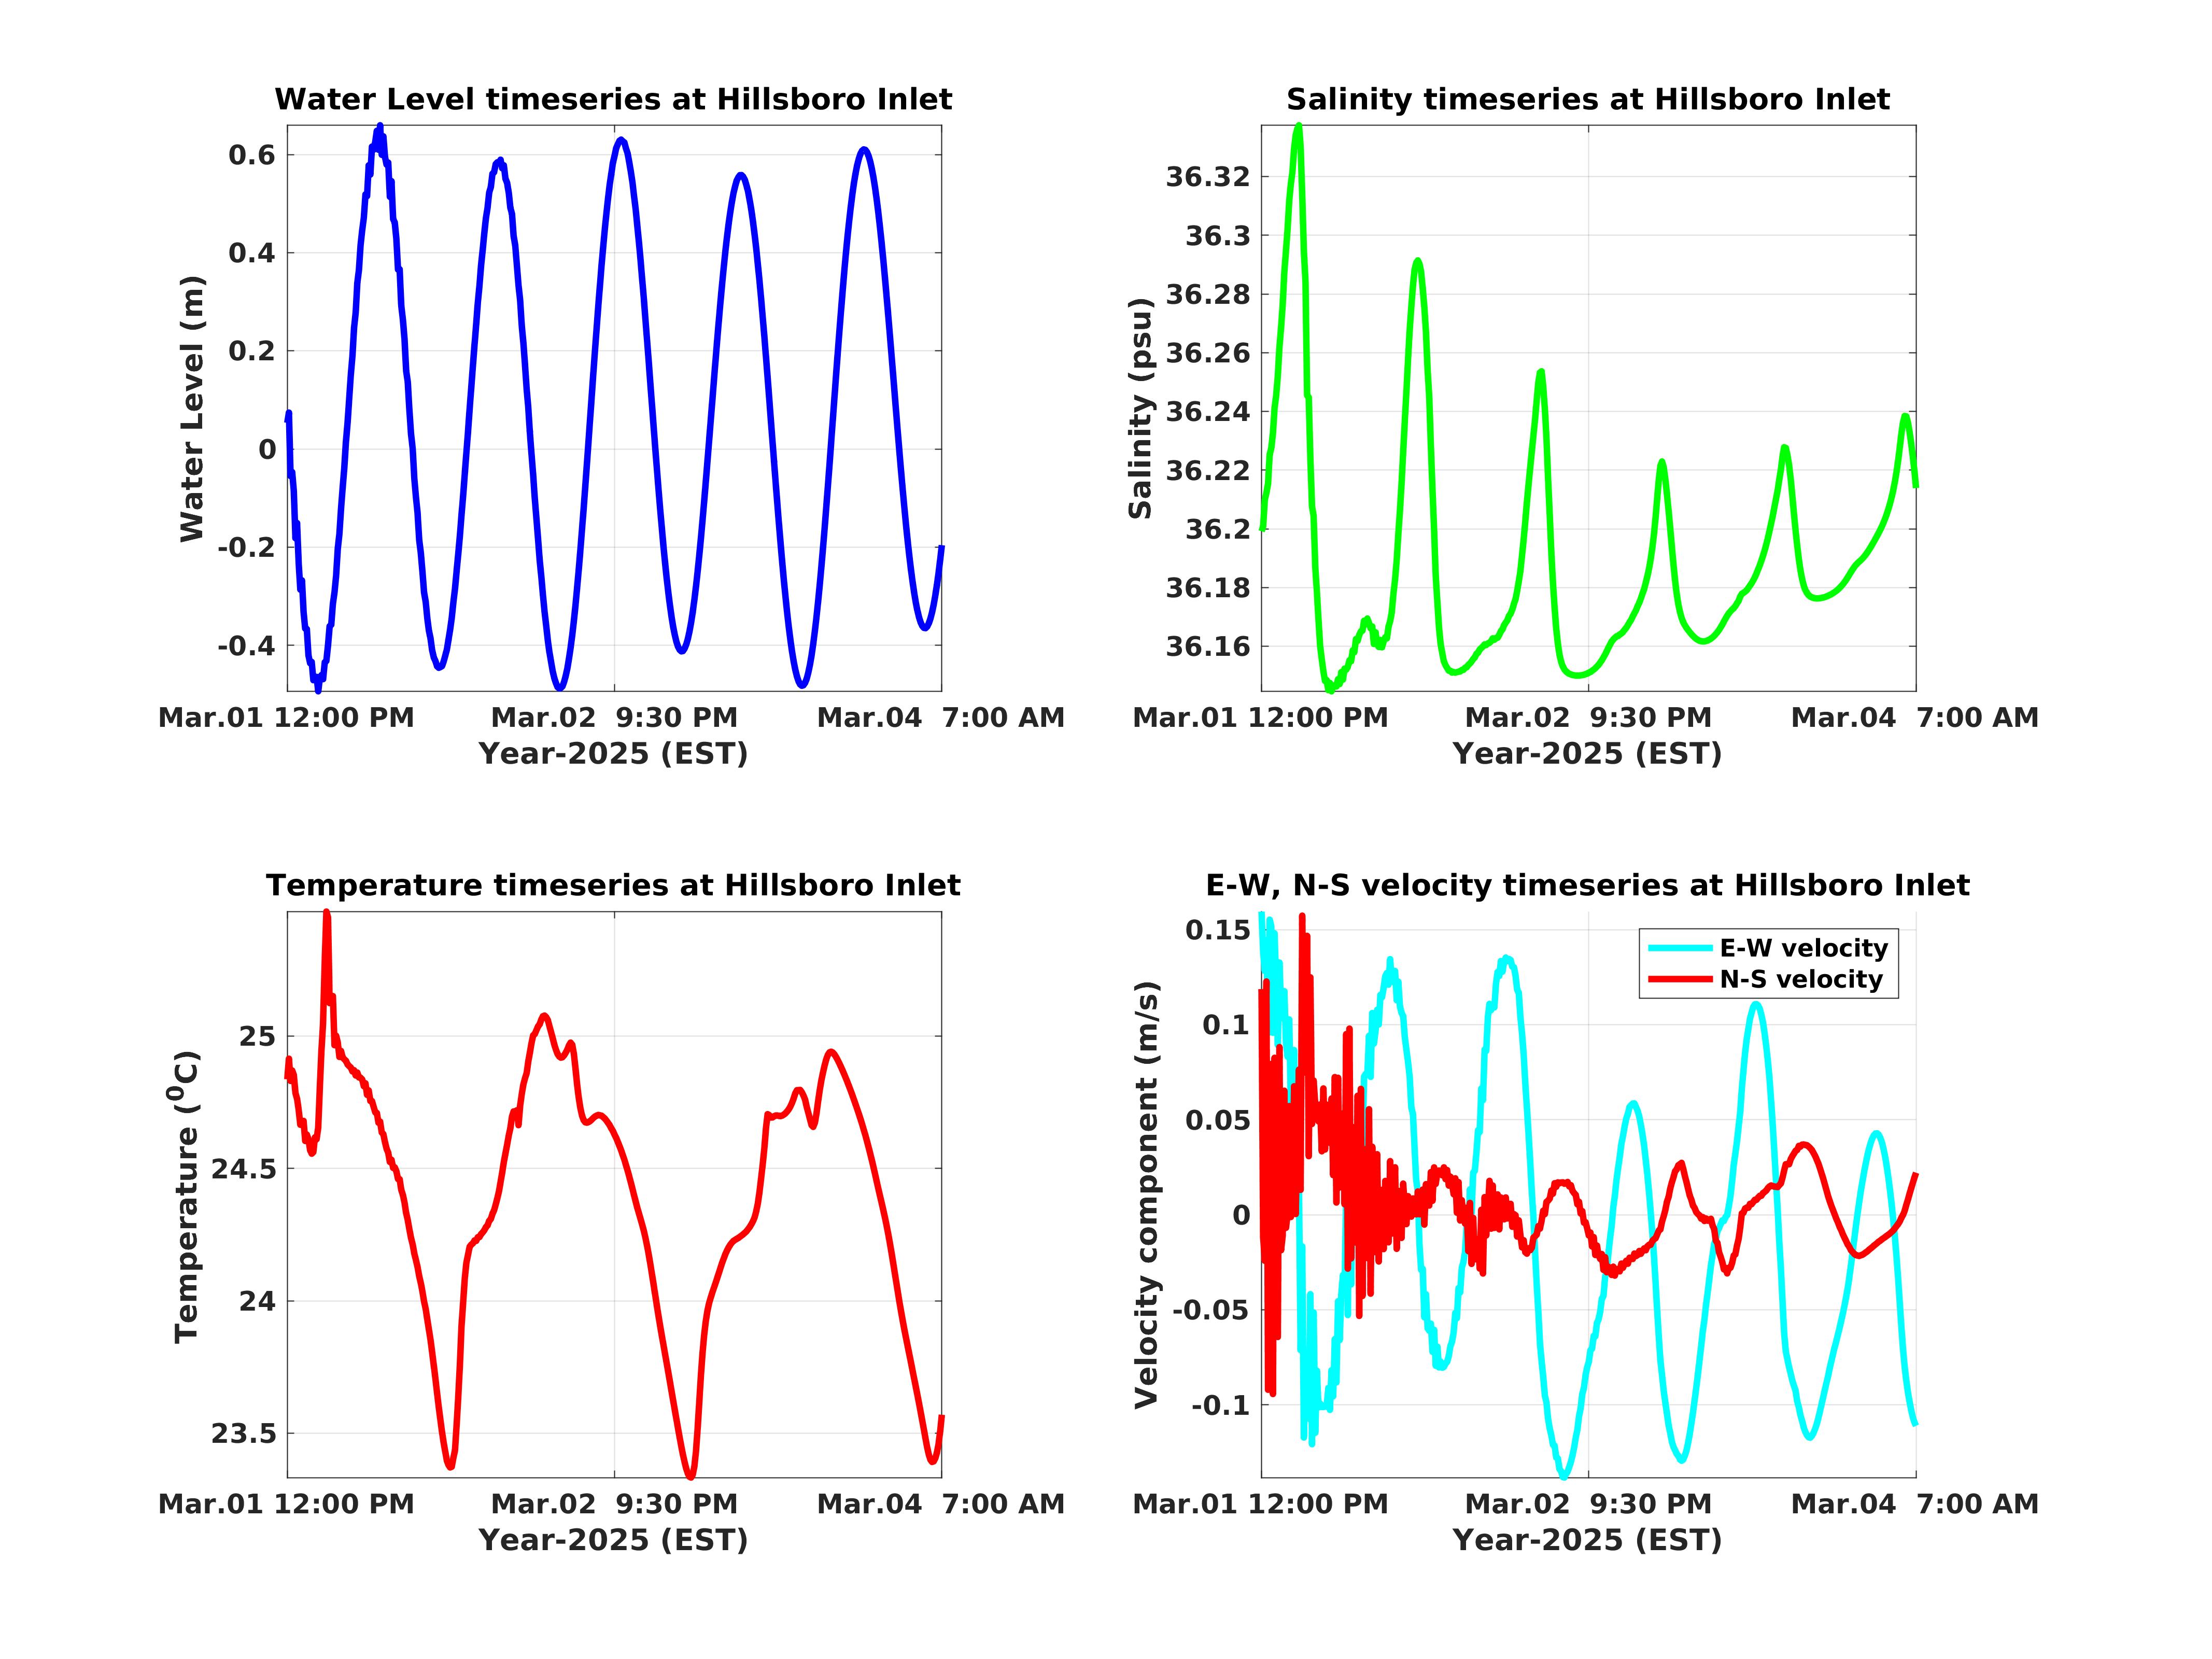 Water Level timeseries at Hillsboro Inlet
Water Level (m)
0.6
0.4
0.2
0
-0.2
-0.4
Mar.01 12:00 PM
Mar.02  9:30 PM
Mar.04  7:00 AM
Year-2025 (EST)
Salinity timeseries at Hillsboro Inlet
Salinity (psu)
36.32
36.3
36.28
36.26
36.24
36.22
36.2
36.18
36.16
Mar.01 12:00 PM
Mar.02  9:30 PM
Mar.04  7:00 AM
Year-2025 (EST)
Temperature timeseries at Hillsboro Inlet
Temperature (⁰C)
25
24.5
24
23.5
Mar.01 12:00 PM
Mar.02  9:30 PM
Mar.04  7:00 AM
Year-2025 (EST)
E-W, N-S velocity timeseries at Hillsboro Inlet
Velocity component (m/s)
0.15
0.1
0.05
0
-0.05
-0.1
E-W velocity
N-S velocity
Mar.01 12:00 PM
Mar.02  9:30 PM
Mar.04  7:00 AM
Year-2025 (EST)